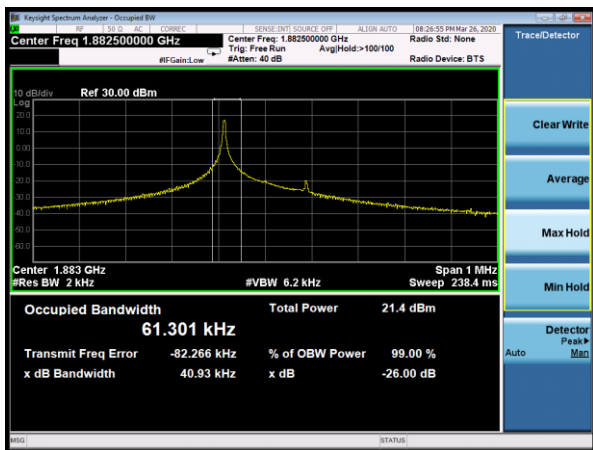 Keysight Spectrum Analyzer - Occupied BW
RF 50 Ω AC CORREC SENSE:INT SOURCE OFF ALIGN AUTO 08:26:55 PM Mar 26, 2020
Center Freq 1.882500000 GHz
Center Freq: 1.882500000 GHz
Radio Std: None
Trig: Free Run Avg|Hold:>100/100
#IFGain:Low
#Atten: 40 dB
Radio Device: BTS
Trace/Detector
10 dB/div
Ref 30.00 dBm
Log
20.0
10.0
0.00
-10.0
-20.0
-30.0
-40.0
-50.0
-60.0
Center 1.883 GHz
Span 1 MHz
#Res BW 2 kHz
#VBW 6.2 kHz
Sweep 238.4 ms
Occupied Bandwidth
Total Power 21.4 dBm
61.301 kHz
Transmit Freq Error -82.266 kHz
% of OBW Power 99.00 %
x dB Bandwidth 40.93 kHz
x dB -26.00 dB
Clear Write
Average
Max Hold
Min Hold
Detector
Peak▶
Auto Man
MSG
STATUS